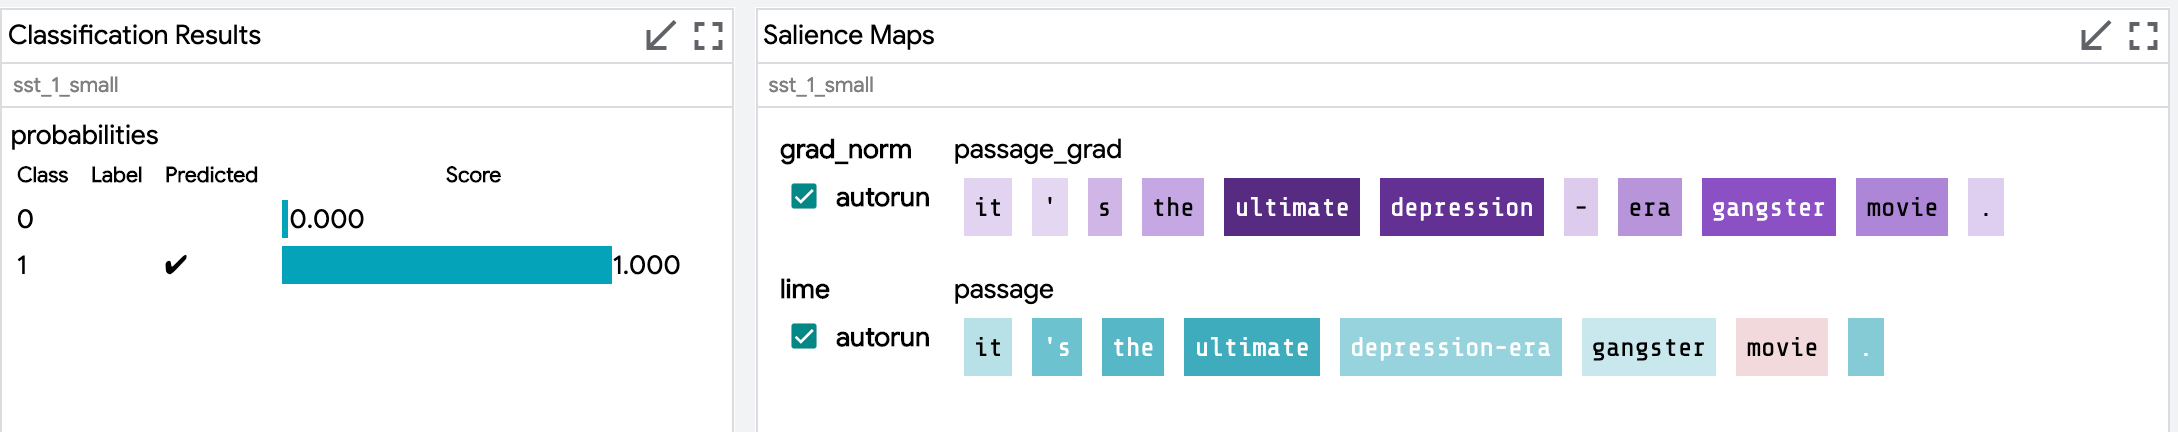 Classification Results
sst_1_small
probabilities
Class Label Predicted Score
0 0.000
1 ✔ 1.000
Salience Maps
sst_1_small
grad_norm passage_grad
autorun it ' s the ultimate depression - era gangster movie .
lime passage
autorun it 's the ultimate depression-era gangster movie .